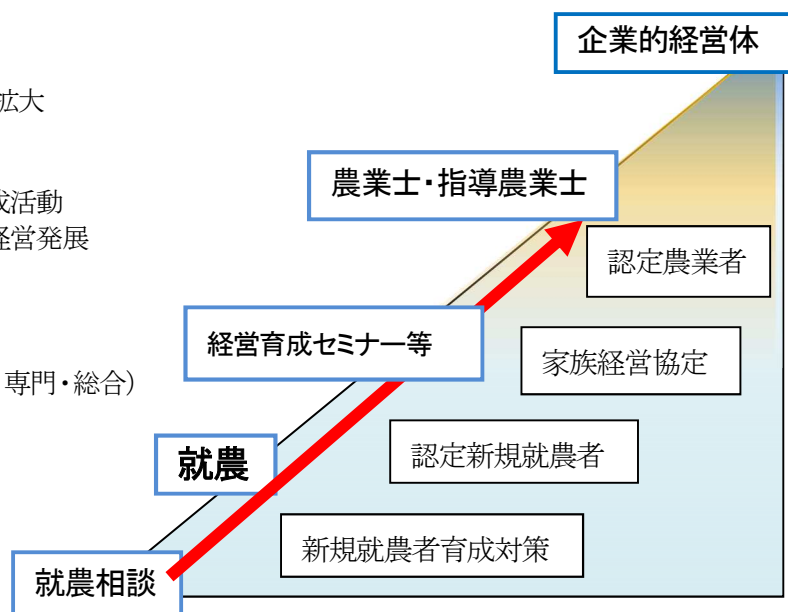 企業的経営体
拡大
農業士・指導農業士
成活動
経営発展
認定農業者
経営育成セミナー等
家族経営協定
専門・総合）
就農
認定新規就農者
新規就農者育成対策
就農相談